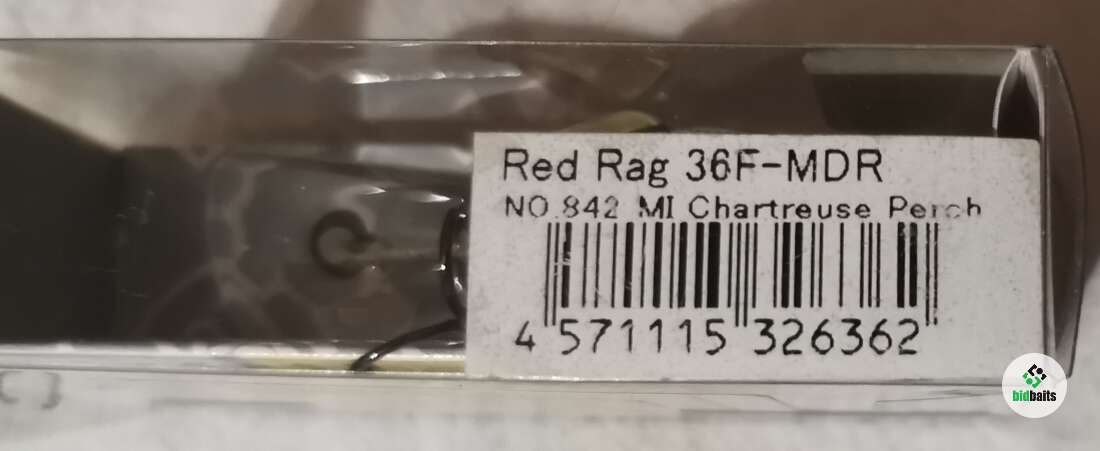 Red Rag 36F-MDR
NO.842 MI Chartreuse Perch
4 571115 326362
bidbaits